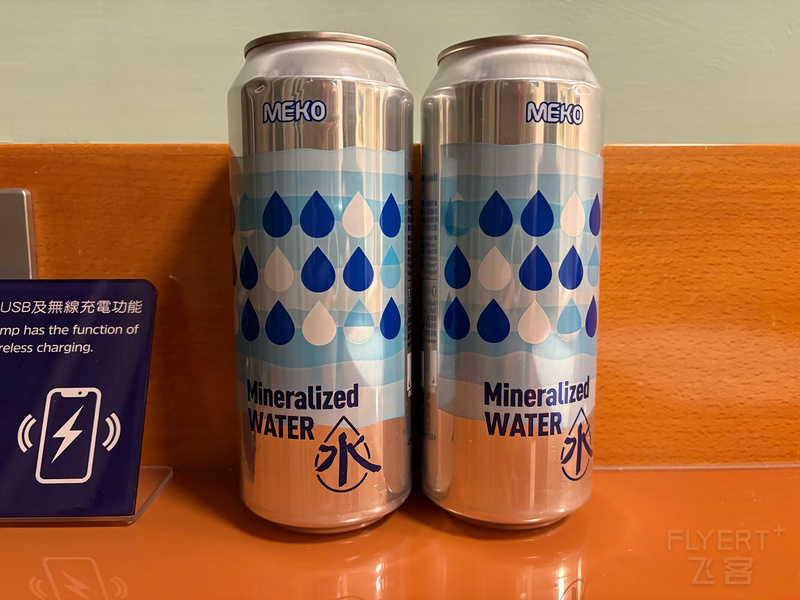 MEKO
Mineralized
WATER
水
MEKO
Mineralized
WATER
水
USB及無線充電功能
mp has the function of
reless charging.
FLYERT+
飞客